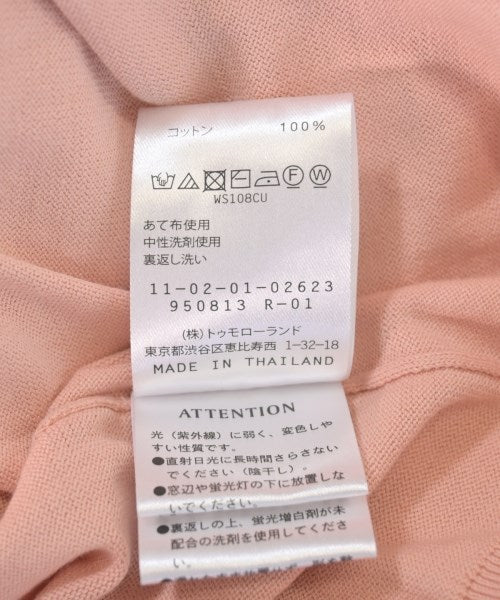 コットン 100%
F W
WS108CU
あて布使用
中性洗剤使用
裏返し洗い
11-02-01-02623
950813 R-01
(株)トゥモローランド
東京都渋谷区恵比寿西 1-32-18
MADE IN THAILAND
ATTENTION
光(紫外線)に弱く、変色しや
すい性質です。
●直射日光に長時間さらさない
でください(陰干し)。
●窓辺や蛍光灯の下に放置しな
いでください。
●裏返しの上、蛍光増白剤が未
配合の洗剤を使用してくださ
い。